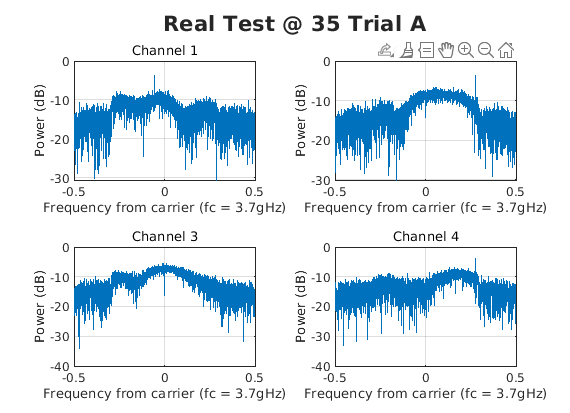 Real Test @ 35 Trial A
Channel 1
0
-10
-20
-30
Power (dB)
-0.5 0 0.5
Frequency from carrier (fc = 3.7gHz)
0
-10
-20
-30
Power (dB)
-0.5 0 0.5
Frequency from carrier (fc = 3.7gHz)
Channel 3
0
-10
-20
-30
-40
Power (dB)
-0.5 0 0.5
Frequency from carrier (fc = 3.7gHz)
Channel 4
0
-10
-20
-30
-40
Power (dB)
-0.5 0 0.5
Frequency from carrier (fc = 3.7gHz)